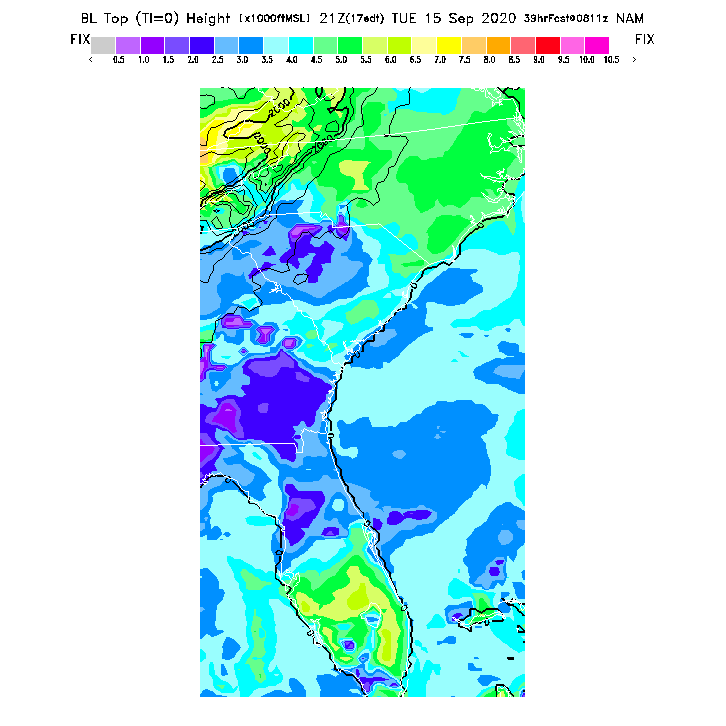 BL Top (TI=0) Height [x1000ftMSL] 21Z(17edt) TUE 15 Sep 2020 39hrFcst@0811z NAM
FIX FIX
< 0.5 1.0 1.5 2.0 2.5 3.0 3.5 4.0 4.5 5.0 5.5 6.0 6.5 7.0 7.5 8.0 8.5 9.0 9.5 10.0 10.5 >
2000
2000